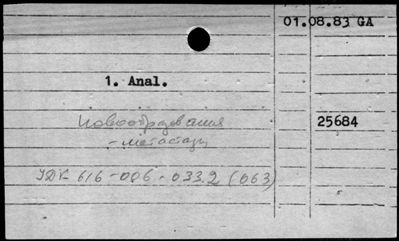 01.08.83 GA
1. Anal.
Новообразования
25684
- метастазы
УДК 616-006-033.2 (063)